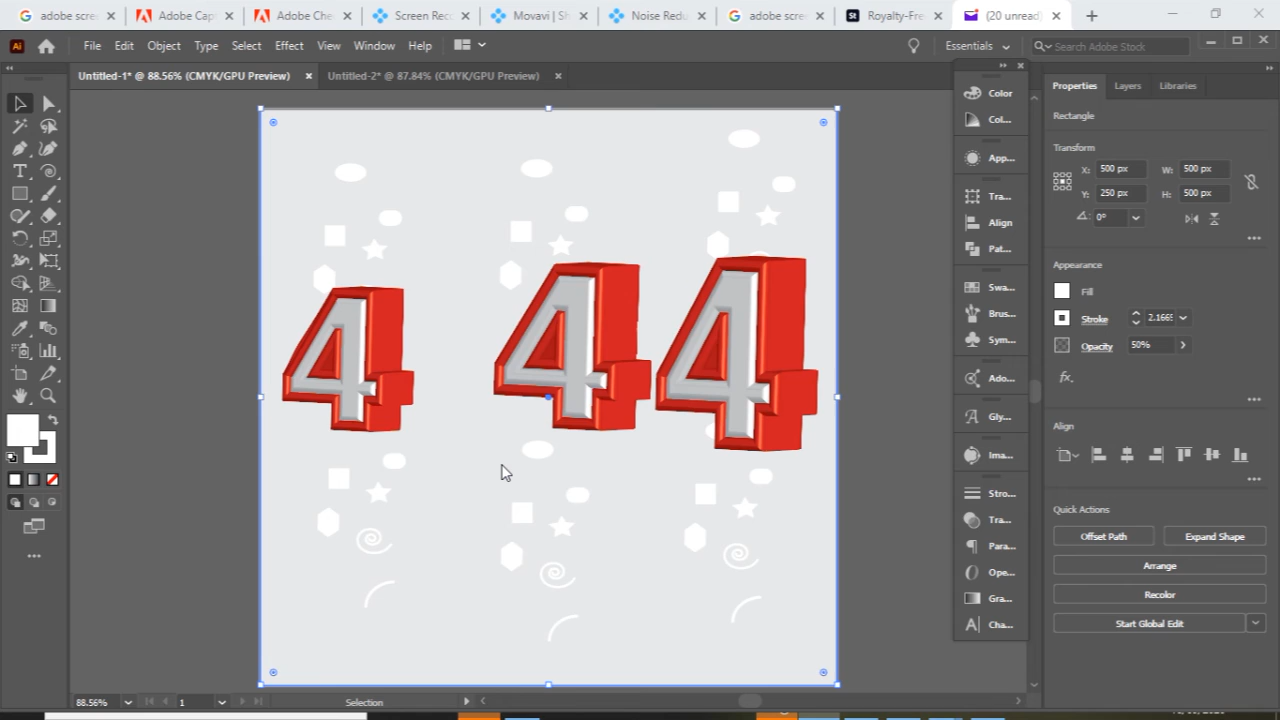 adobe scre
Adobe Cap
Adobe Che
Screen Rec
Movavi | Sh
Noise Redu
adobe scre
Royalty-Fre
(20 unread)
Ai
File Edit Object Type Select Effect View Window Help
Essentials
Search Adobe Stock
Untitled-1* @ 88.56% (CMYK/GPU Preview)
Untitled-2* @ 87.84% (CMYK/GPU Preview)
4 4 4
Color
Col...
App...
Tra...
Align
Pat...
Swa...
Brus...
Sym...
Ado...
Gly...
Ima...
Stro...
Tra...
Para...
Ope...
Gra...
Cha...
Properties Layers Libraries
Rectangle
Transform
X: 500 px W: 500 px
Y: 250 px H: 500 px
0°
Appearance
Fill
Stroke 2.166
Opacity 50%
fx.
Align
Quick Actions
Offset Path Expand Shape
Arrange
Recolor
Start Global Edit
88.56% 1 Selection